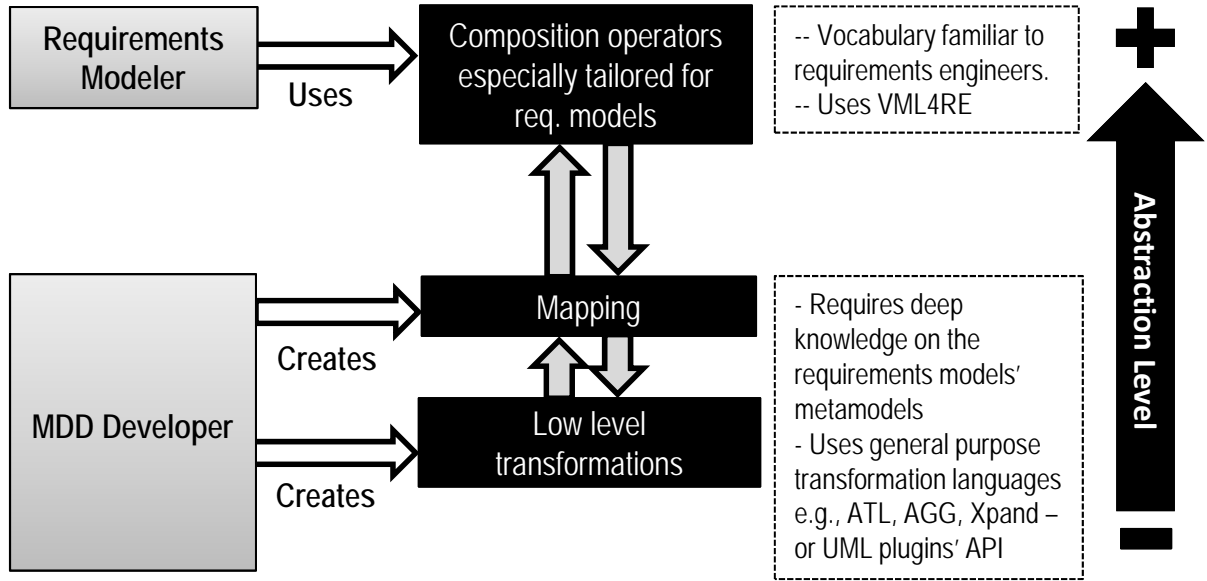 Requirements
Modeler
Uses
Composition operators
especially tailored for
req. models
-- Vocabulary familiar to
requirements engineers.
-- Uses VML4RE
+
Abstraction Level
MDD Developer
Creates
Mapping
Creates
Low level
transformations
- Requires deep
knowledge on the
requirements models’
metamodels
- Uses general purpose
transformation languages
e.g., ATL, AGG, Xpand –
or UML plugins’ API
–